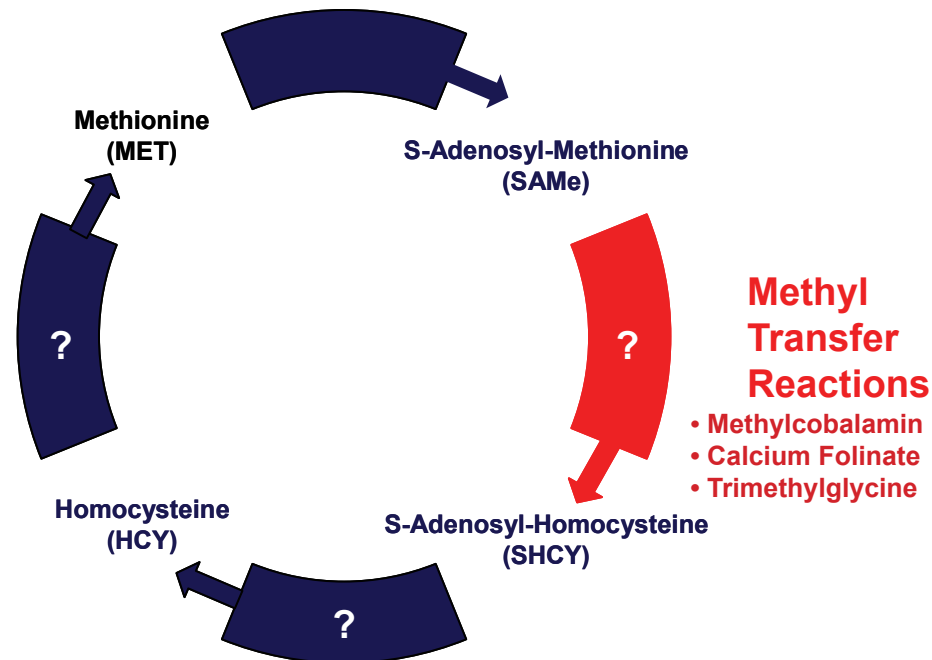 Methionine
(MET)
S-Adenosyl-Methionine
(SAMe)
?
?
Methyl
Transfer
Reactions
• Methylcobalamin
• Calcium Folinate
• Trimethylglycine
Homocysteine
(HCY)
S-Adenosyl-Homocysteine
(SHCY)
?